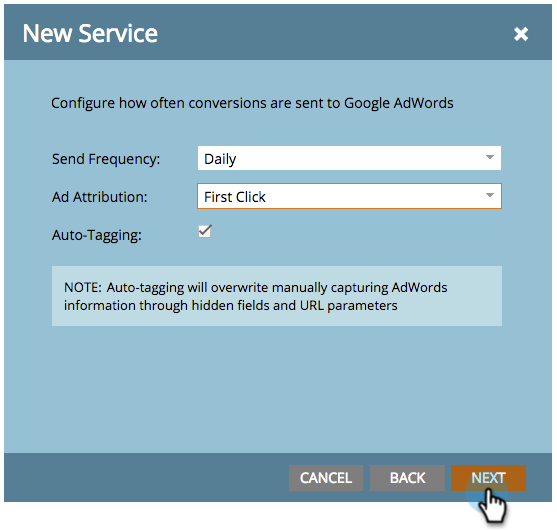 New Service
Configure how often conversions are sent to Google AdWords
Send Frequency: Daily
Ad Attribution: First Click
Auto-Tagging:
NOTE: Auto-tagging will overwrite manually capturing AdWords
information through hidden fields and URL parameters
CANCEL BACK NEXT